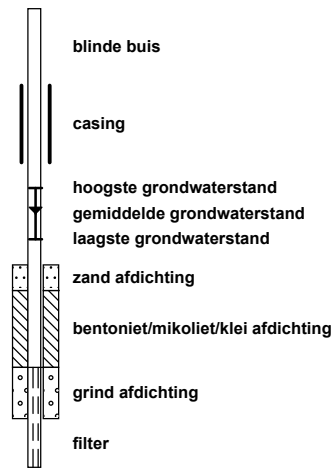 blinde buis
casing
hoogste grondwaterstand
gemiddelde grondwaterstand
laagste grondwaterstand
zand afdichting
bentoniet/mikoliet/klei afdichting
grind afdichting
filter